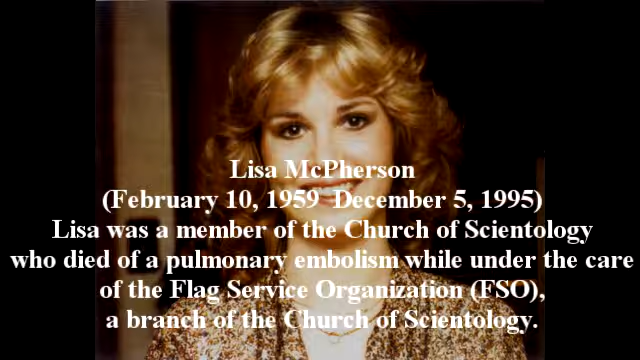 Lisa McPherson
(February 10, 1959 December 5, 1995)
Lisa was a member of the Church of Scientology
who died of a pulmonary embolism while under the care
of the Flag Service Organization (FSO),
a branch of the Church of Scientology.